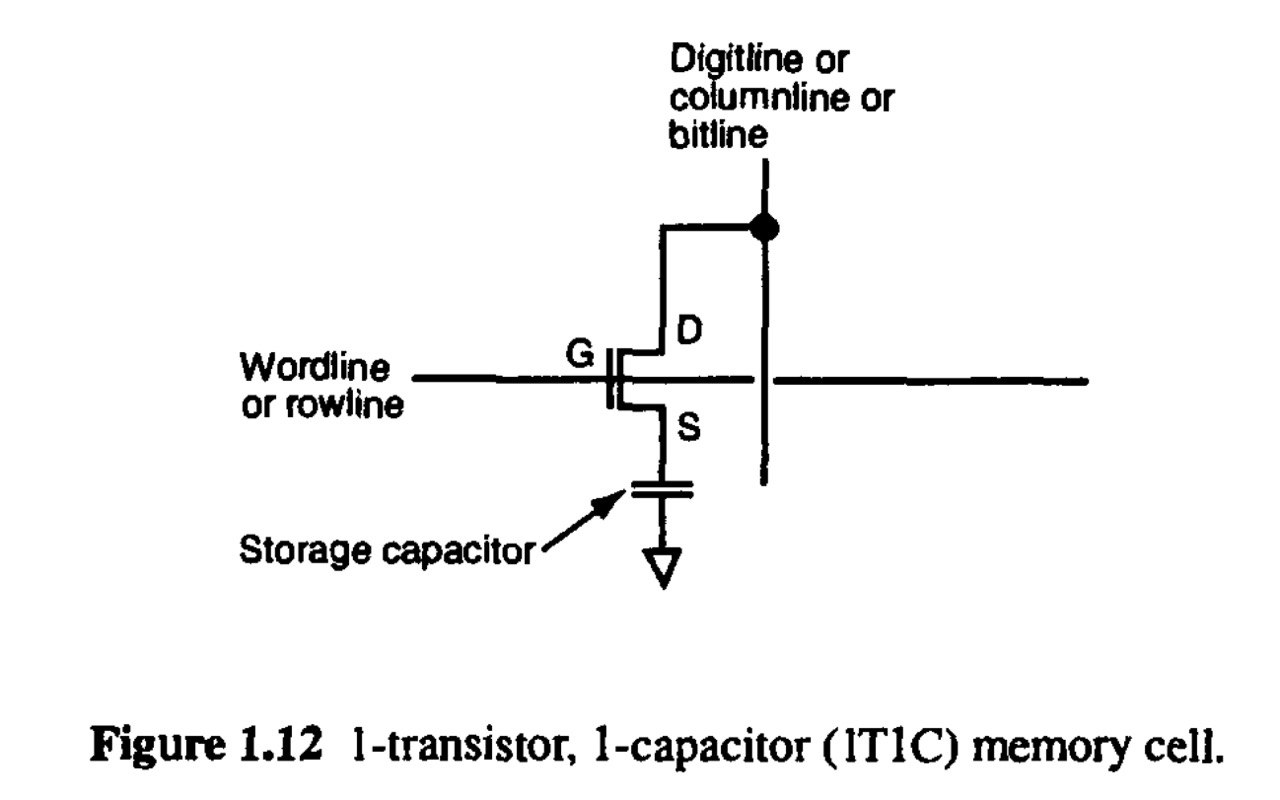 Digitline or
columnline or
bitline
D
G
Wordline
or rowline
S
Storage capacitor
Figure 1.12 1-transistor, 1-capacitor (1T1C) memory cell.